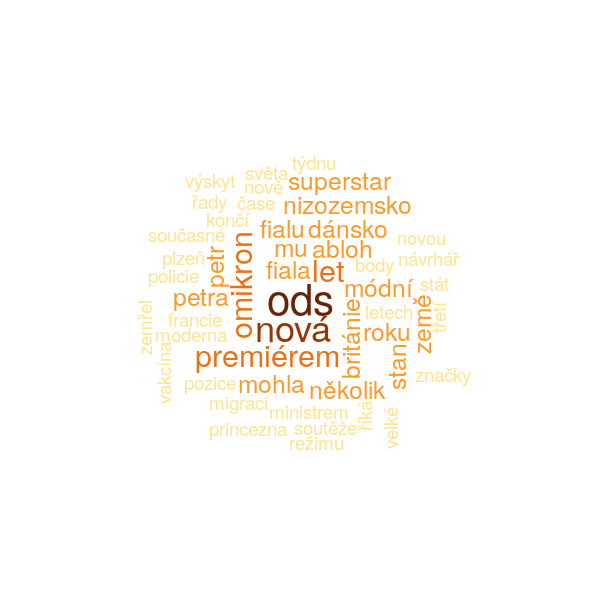 týdnu
světa
výskyt
nově
superstar
řady
čase
nizozemsko
končí
fialu
dánsko
současné
novou
mu
abloh
petr
plzeň
návrhář
omikron
fiala
let
body
policie
stát
ods
módní
petra
třetí
británie
letech
země
francie
nová
roku
zemřel
moderna
premiérem
stan
vakcína
pozice
mohla
několik
značky
migraci
ministrem
říká
velké
princezna
soutěže
režimu